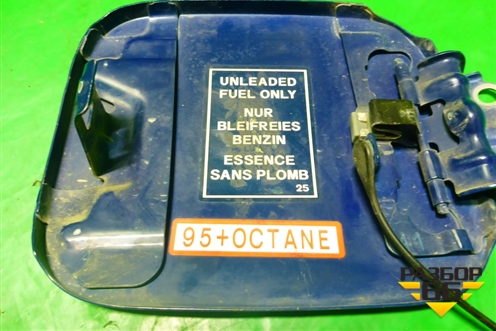 UNLEADED
FUEL ONLY
NUR
BLEIFREIES
BENZIN
ESSENCE
SANS PLOMB
25
95+OCTANE
РАЗБОР